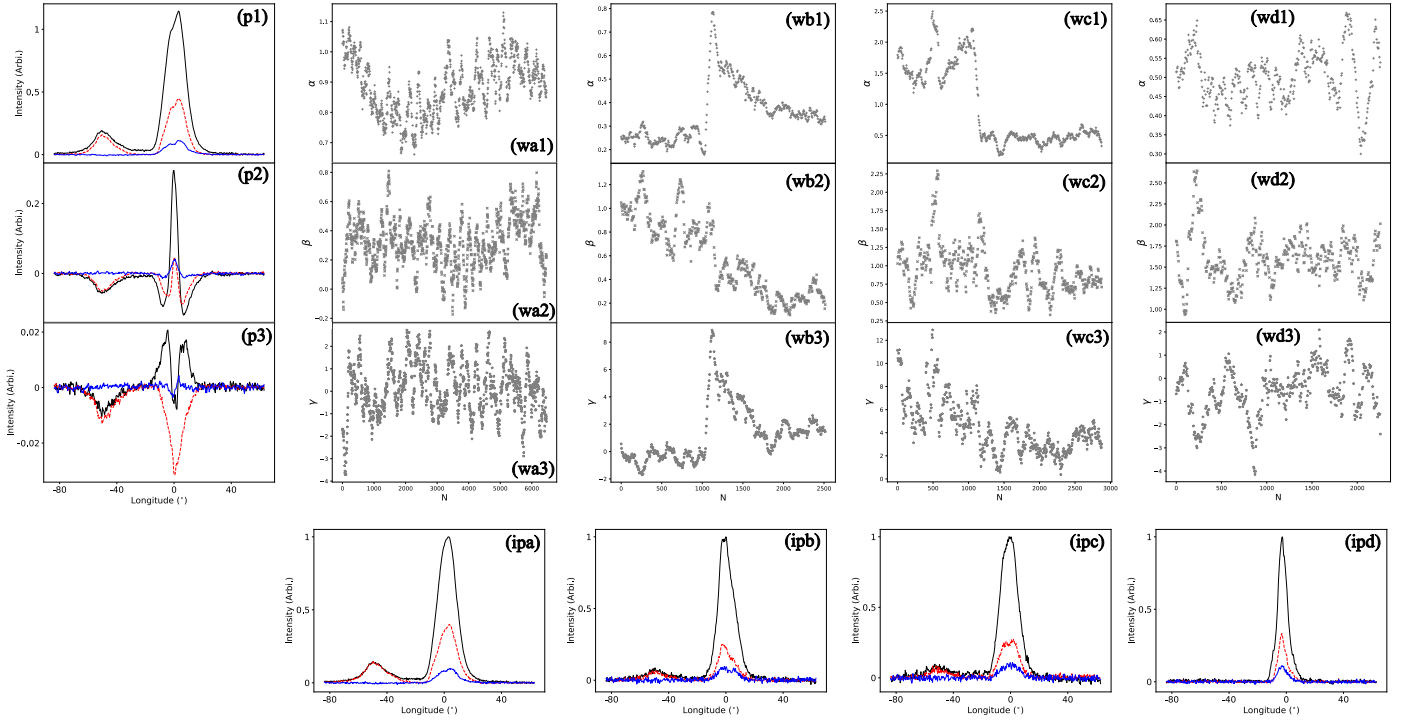 (p1)
Intensity (Arbi.)
1
0.5
0
(wa1)
α
1.1
1.0
0.9
0.8
0.7
(wb1)
α
0.8
0.6
0.4
0.2
(wc1)
α
2.5
2.0
1.5
1.0
0.5
(wd1)
α
0.65
0.60
0.55
0.50
0.45
0.40
0.35
0.30
(p2)
Intensity (Arbi.)
0.2
0
(wa2)
β
0.8
0.6
0.4
0.2
0.0
−0.2
(wb2)
β
1.2
1.0
0.8
0.6
0.4
0.2
(wc2)
β
2.25
2.00
1.75
1.50
1.25
1.00
0.75
0.50
0.25
(wd2)
β
2.50
2.25
2.00
1.75
1.50
1.25
1.00
(p3)
Intensity (Arbi.)
0.02
0
-0.02
-80 -40 0 40
Longitude (°)
(wa3)
γ
2
1
0
−1
−2
−3
−4
0 1000 2000 3000 4000 5000 6000
N
(wb3)
γ
8
6
4
2
0
−2
0 500 1000 1500 2000 2500
N
(wc3)
γ
12
10
8
6
4
2
0
0 500 1000 1500 2000 2500 3000
N
(wd3)
γ
2
1
0
−1
−2
−3
−4
0 500 1000 1500 2000
N
(ipa)
Intensity (Arbi.)
1
0.5
0
-80 -40 0 40
Longitude (°)
(ipb)
Intensity (Arbi.)
1
0.5
0
-80 -40 0 40
Longitude (°)
(ipc)
Intensity (Arbi.)
1
0.5
0
-80 -40 0 40
Longitude (°)
(ipd)
Intensity (Arbi.)
1
0.5
0
-80 -40 0 40
Longitude (°)